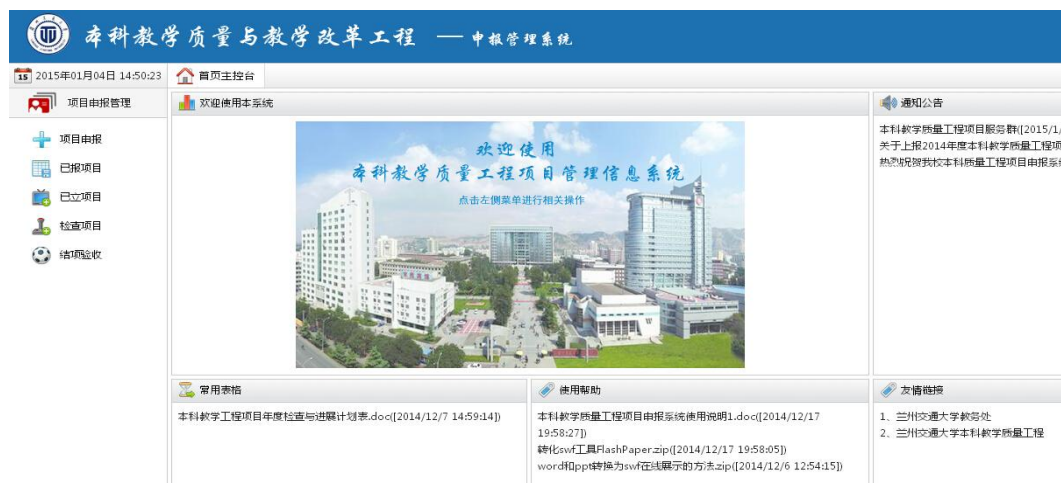 本科教学质量与教学改革工程 — 申报管理系统
15 2015年01月04日 14:50:23
首页主控台
项目申报管理
项目申报
已报项目
已立项目
检查项目
结项验收
欢迎使用本系统
欢迎使用
本科教学质量工程项目管理信息系统
点击左侧菜单进行相关操作
通知公告
本科教学质量工程项目服务群([2015/1/
关于上报2014年度本科教学质量工程项
热烈祝贺我校本科质量工程项目申报系
常用表格
本科教学工程项目年度检查与进展计划表.doc([2014/12/7 14:59:14])
使用帮助
本科教学质量工程项目申报系统使用说明1.doc([2014/12/17
19:58:27])
转化swf工具FlashPaper.zip([2014/12/17 19:58:05])
word和ppt转换为swf在线展示的方法.zip([2014/12/6 12:54:15])
友情链接
1、兰州交通大学教务处
2、兰州交通大学本科教学质量工程